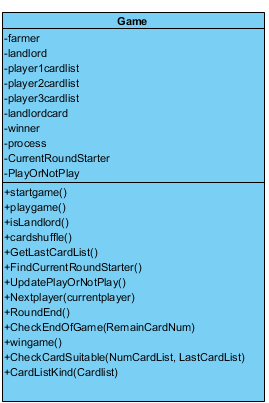 Game
-farmer
-landlord
-player1cardlist
-player2cardlist
-player3cardlist
-landlordcard
-winner
-process
-CurrentRoundStarter
-PlayOrNotPlay
+startgame()
+playgame()
+isLandlord()
+cardshuffle()
+GetLastCardList()
+FindCurrentRoundStarter()
+UpdatePlayOrNotPlay()
+Nextplayer(currentplayer)
+RoundEnd()
+CheckEndOfGame(RemainCardNum)
+wingame()
+CheckCardSuitable(NumCardList, LastCardList)
+CardListKind(Cardlist)